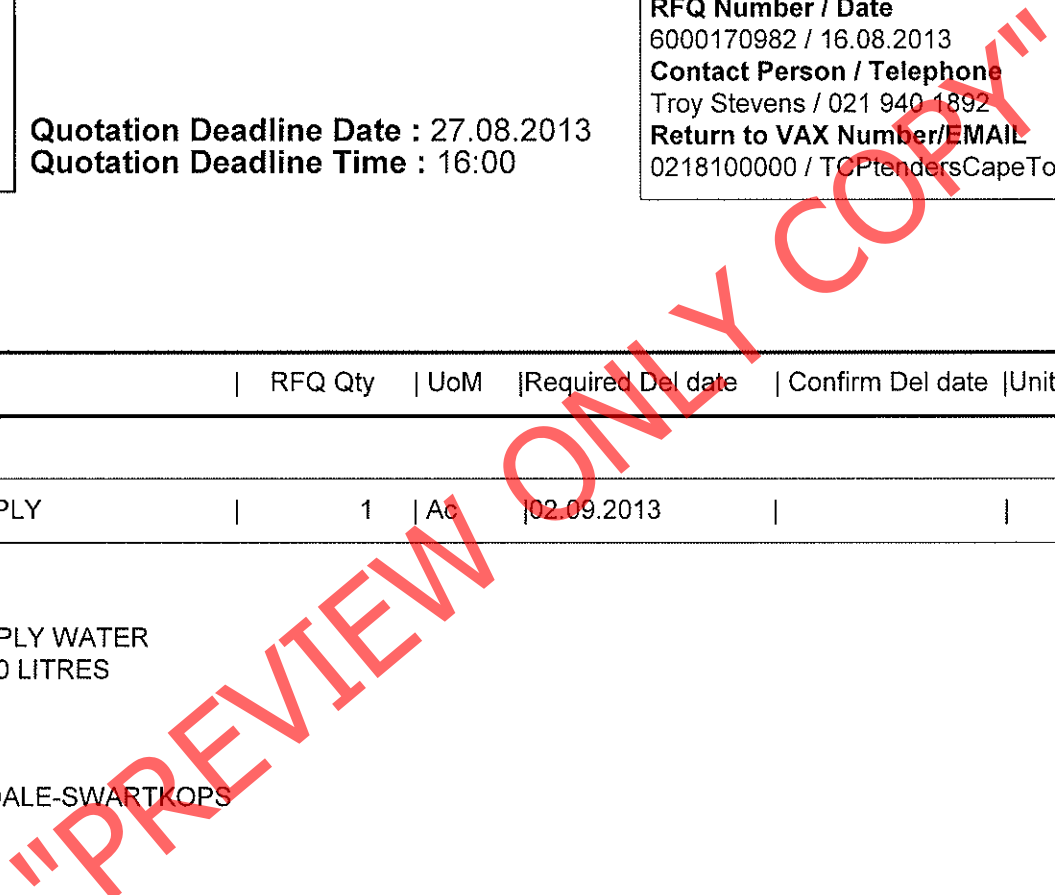 RFQ Number / Date
6000170982 / 16.08.2013
Contact Person / Telephone
Troy Stevens / 021 940 1892
Return to VAX Number/EMAIL
0218100000 / TCPtendersCapeTo
Quotation Deadline Date : 27.08.2013
Quotation Deadline Time : 16:00
| RFQ Qty | UoM |Required Del date | Confirm Del date |Unit
PLY | 1 | Ac |02.09.2013 | |
PLY WATER
0 LITRES
DALE-SWARTKOPS
"PREVIEW ONLY COPY"